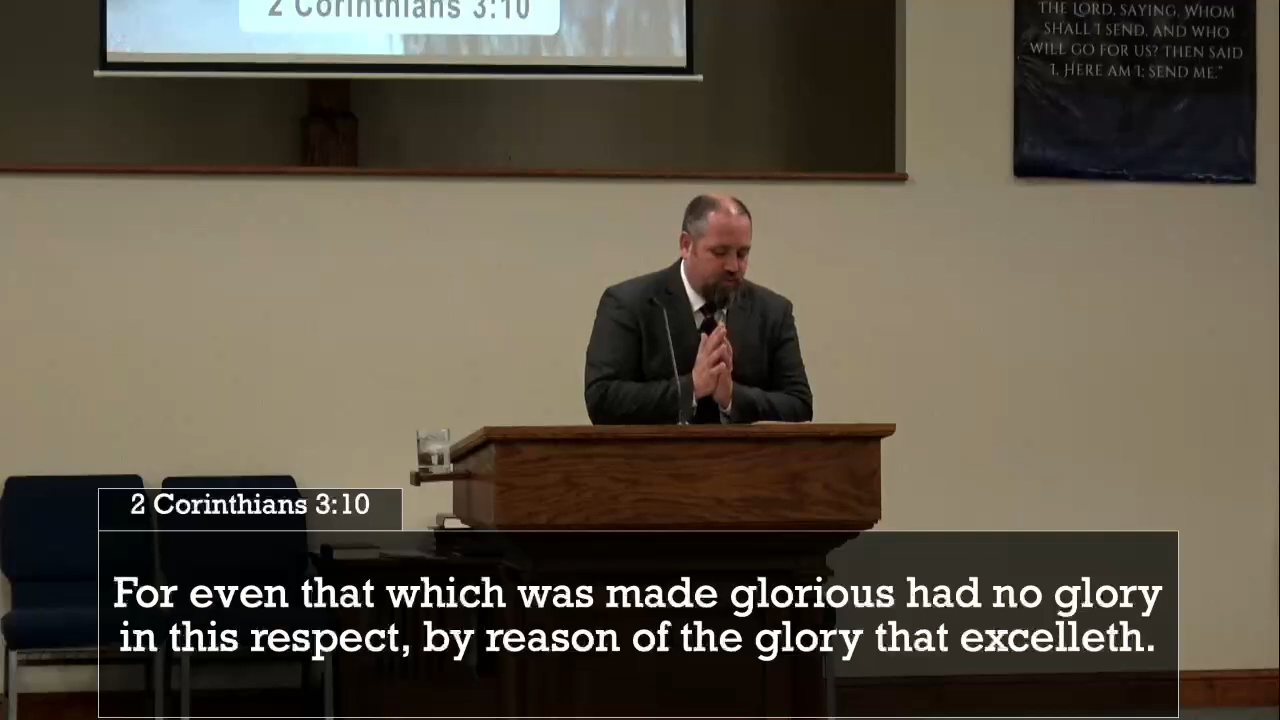 2 Corinthians 3:10
THE LORD, SAYING, WHOM
SHALL I SEND, AND WHO
WILL GO FOR US? THEN SAID
I, HERE AM I; SEND ME."
2 Corinthians 3:10
For even that which was made glorious had no glory
in this respect, by reason of the glory that excelleth.